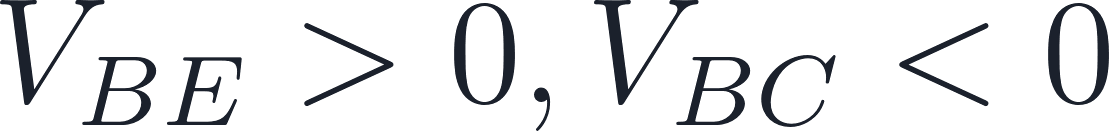 V_{BE} > 0, V_{BC} < 0